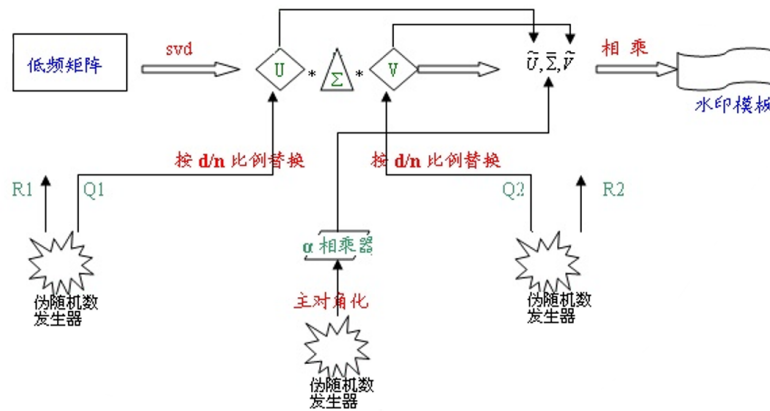 低频矩阵
svd
U * Σ * V
Ũ,Σ̅,Ṽ
相 乘
水印模板
按 d/n 比例替换
按 d/n 比例替换
R1
Q1
Q2
R2
α 相乘器
伪随机数
发生器
主对角化
伪随机数
发生器
伪随机数
发生器